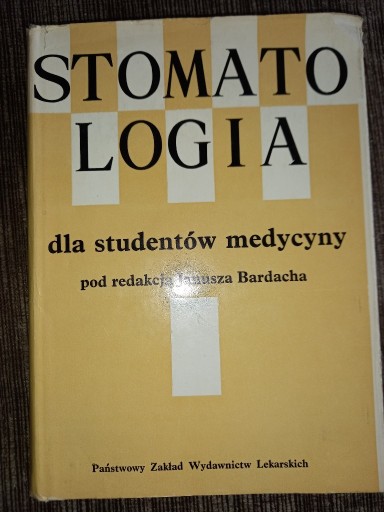 STOMATO
LOGIA
dla studentów medycyny
pod redakcją Janusza Bardacha
Państwowy Zakład Wydawnictw Lekarskich